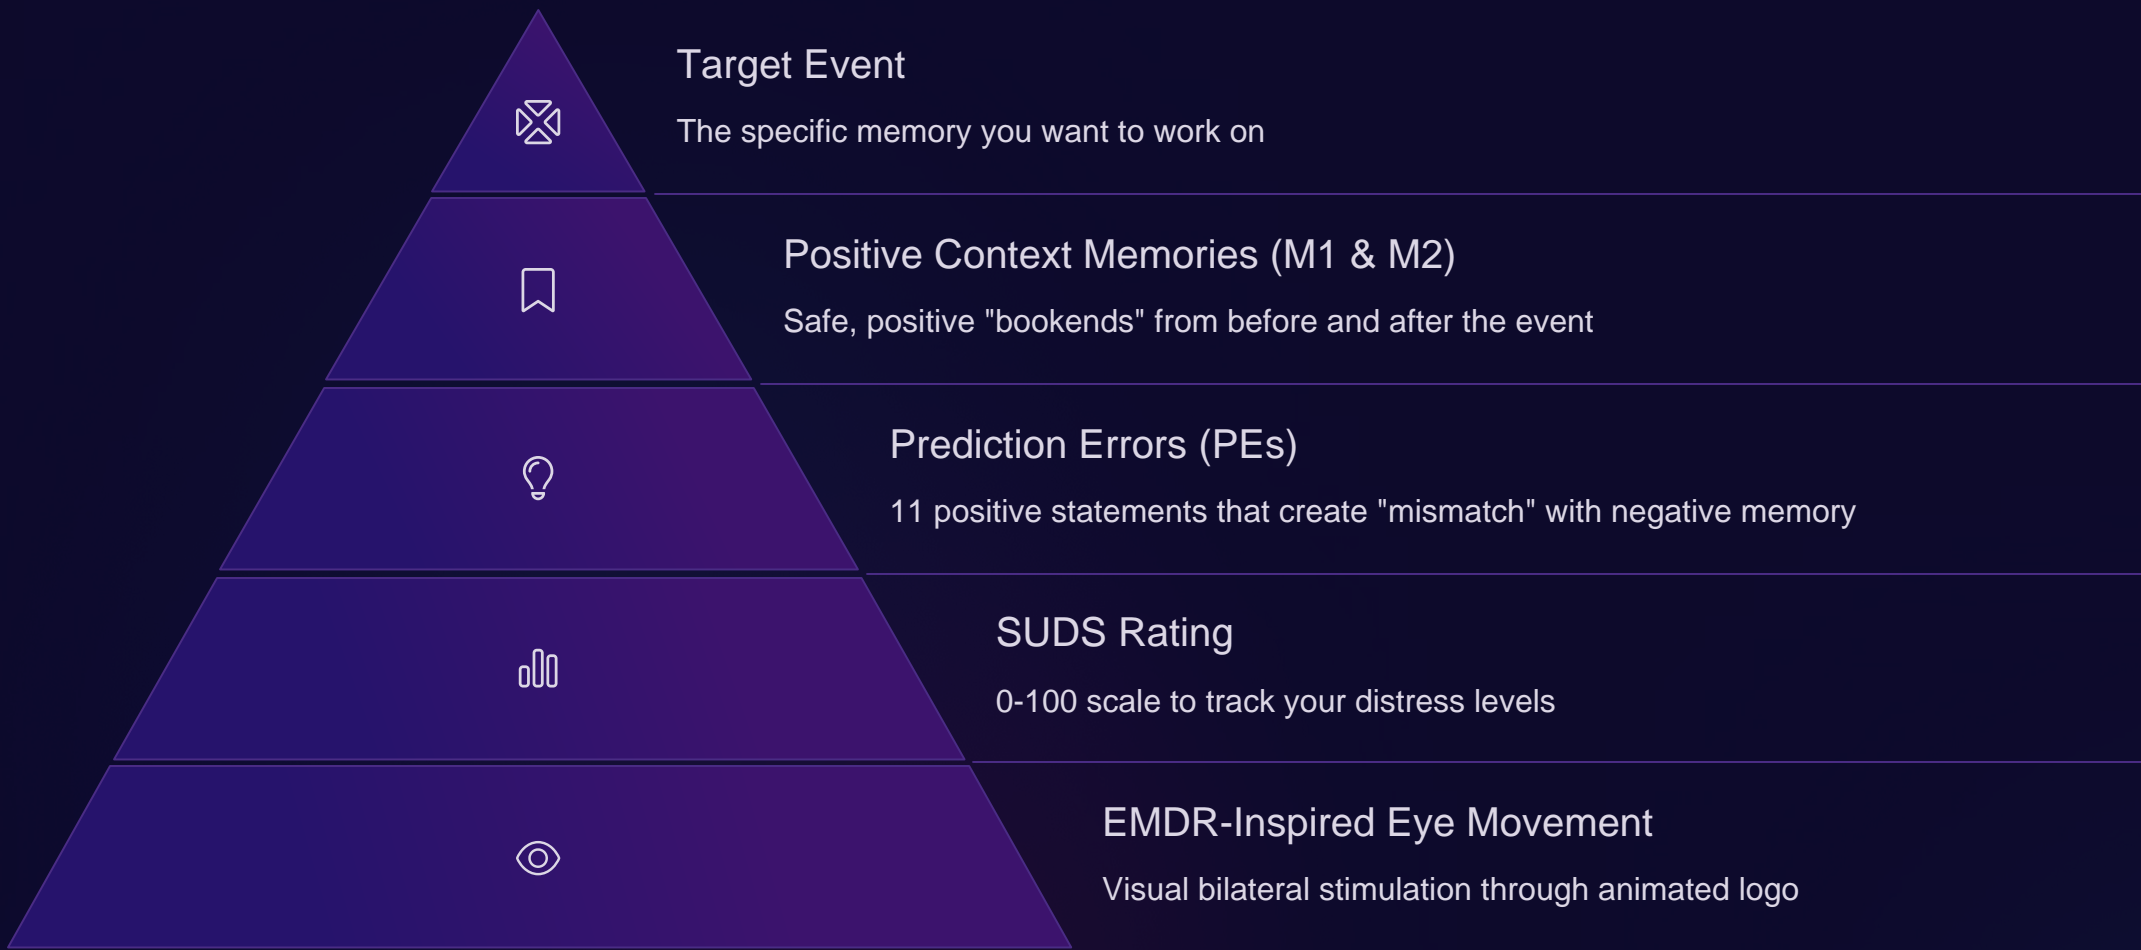 Target Event
The specific memory you want to work on
Positive Context Memories (M1 & M2)
Safe, positive "bookends" from before and after the event
Prediction Errors (PEs)
11 positive statements that create "mismatch" with negative memory
SUDS Rating
0-100 scale to track your distress levels
EMDR-Inspired Eye Movement
Visual bilateral stimulation through animated logo